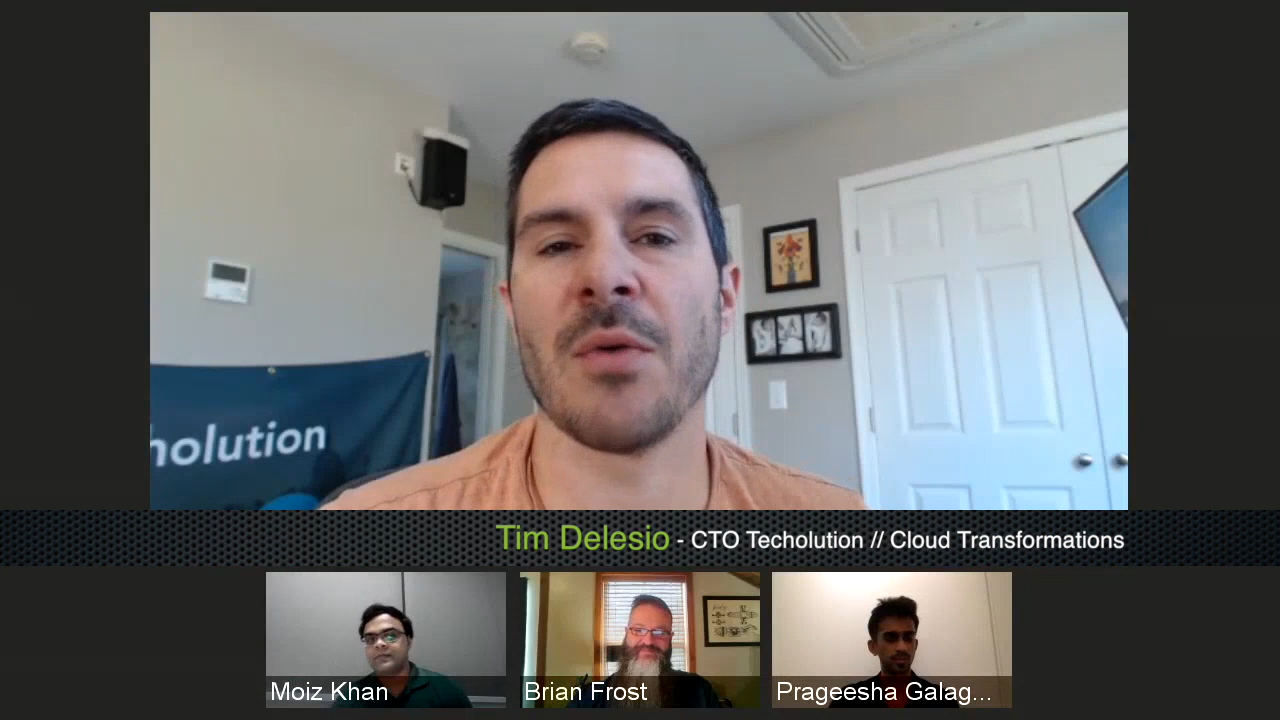 holution
Tim Delesio - CTO Techolution // Cloud Transformations
Moiz Khan
Brian Frost
Prageesha Galag...